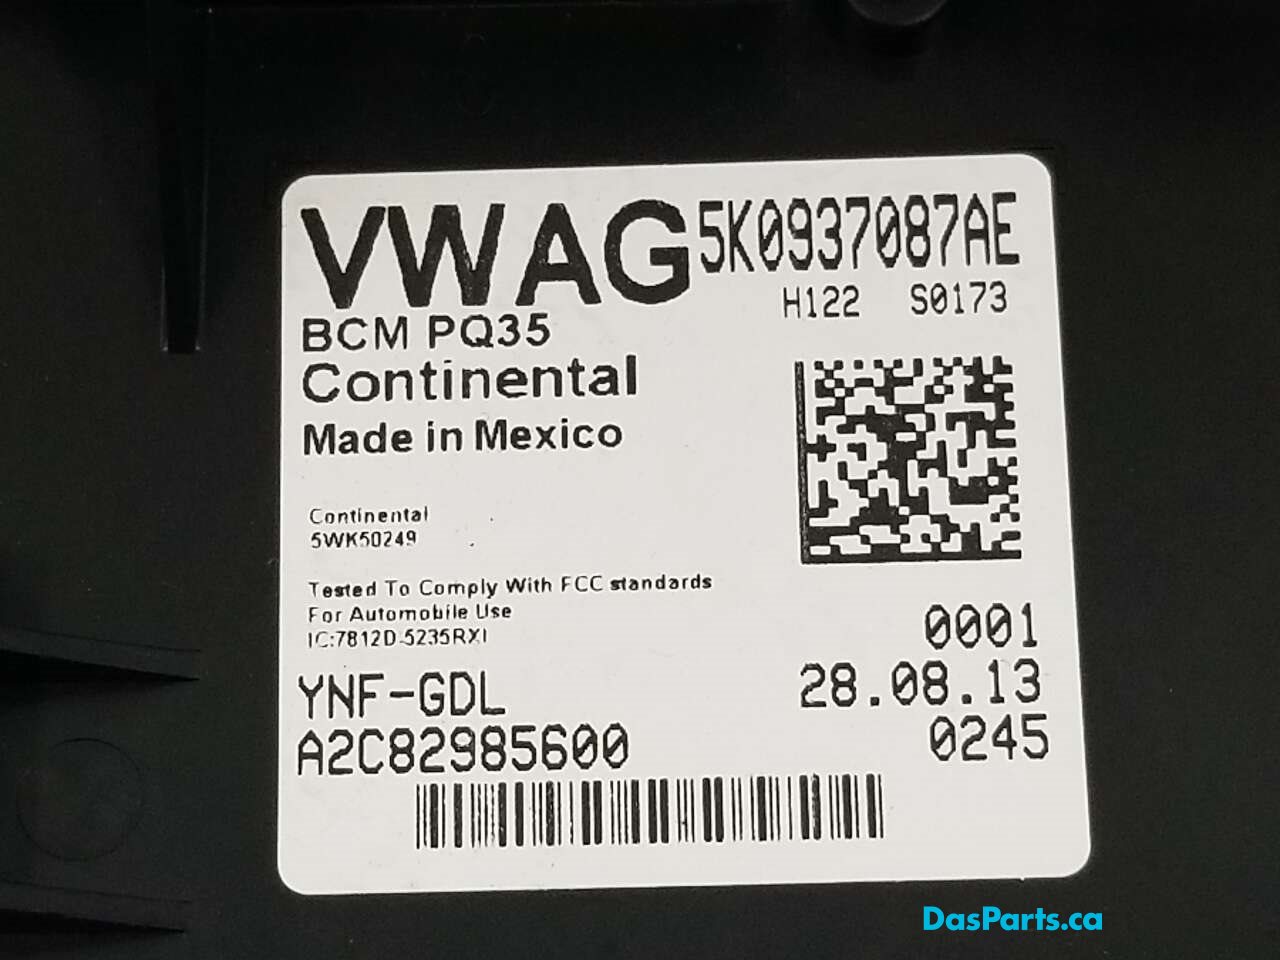 VWAG 5K0937087AE
H122 S0173
BCM PQ35
Continental
Made in Mexico
Continental
5WK50249
Tested To Comply With FCC standards
For Automobile Use
IC:7812D-5235RXI
0001
YNF-GDL 28.08.13
A2C82985600 0245
DasParts.ca